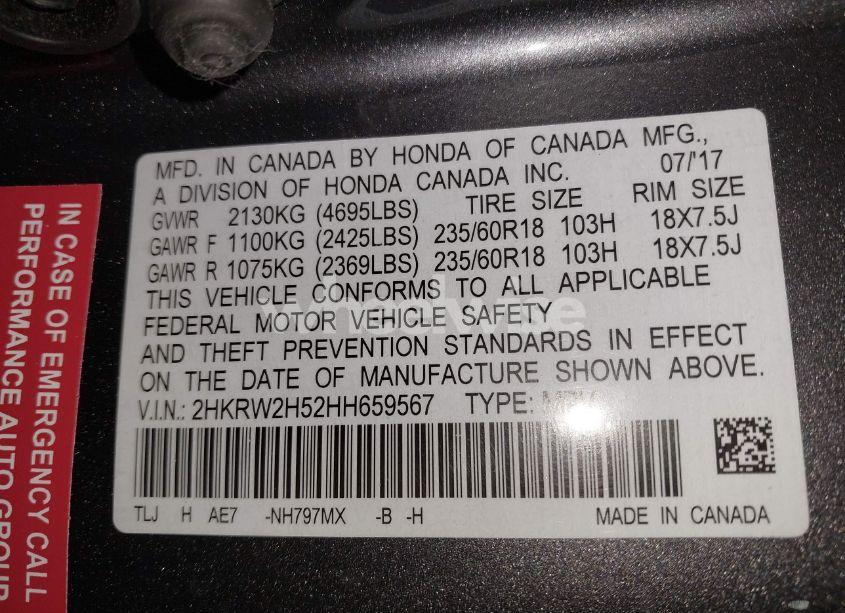 MFD. IN CANADA BY HONDA OF CANADA MFG.,
A DIVISION OF HONDA CANADA INC. 07/'17
GVWR 2130KG (4695LBS) TIRE SIZE RIM SIZE
GAWR F 1100KG (2425LBS) 235/60R18 103H 18X7.5J
GAWR R 1075KG (2369LBS) 235/60R18 103H 18X7.5J
THIS VEHICLE CONFORMS TO ALL APPLICABLE
FEDERAL MOTOR VEHICLE SAFETY
AND THEFT PREVENTION STANDARDS IN EFFECT
ON THE DATE OF MANUFACTURE SHOWN ABOVE.
V.I.N.: 2HKRW2H52HH659567 TYPE:
TLJ H AE7 -NH797MX -B -H MADE IN CANADA
IN CASE OF EMERGENCY CALL
PERFORMANCE AUTO GROUP
wheelwise